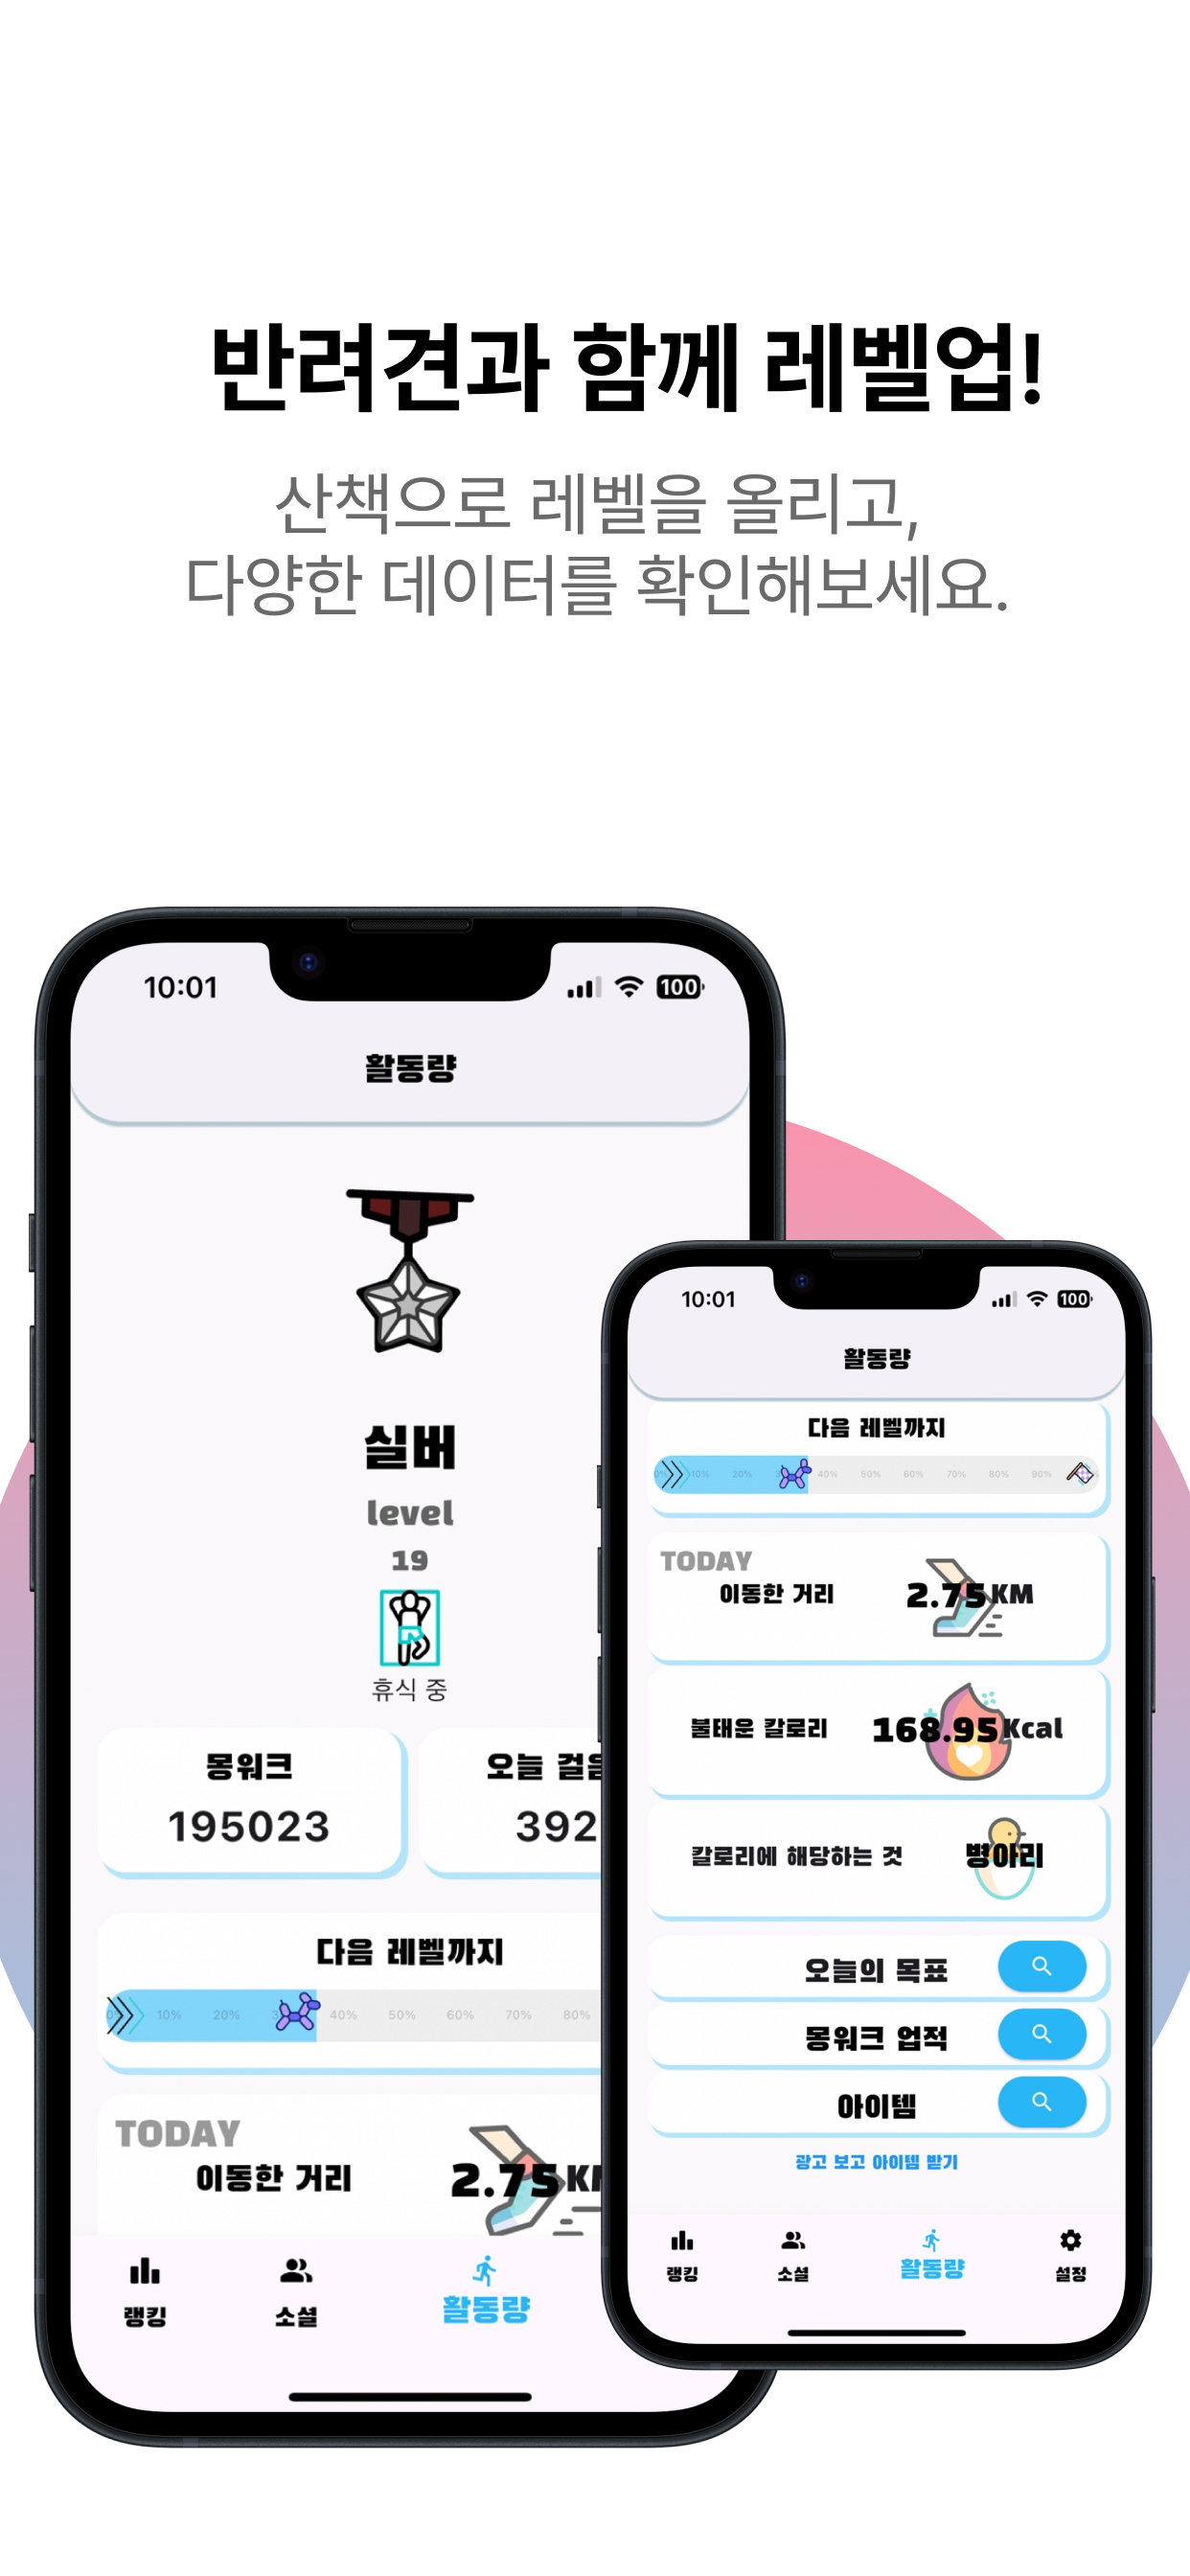 반려견과 함께 레벨업!
산책으로 레벨을 올리고,
다양한 데이터를 확인해보세요.
10:01
100
활동량
실버
level
19
휴식 중
몽워크
195023
오늘 걸음
392
다음 레벨까지
10% 20% 40% 50% 60% 70% 80%
TODAY
이동한 거리 2.75
랭킹 소셜 활동량
10:01
100
활동량
다음 레벨까지
0% 10% 20% 40% 50% 60% 70% 80% 90%
TODAY
이동한 거리 2.75KM
불태운 칼로리 168.95Kcal
칼로리에 해당하는 것 병아리
오늘의 목표
몽워크 업적
아이템
광고 보고 아이템 받기
랭킹 소셜 활동량 설정